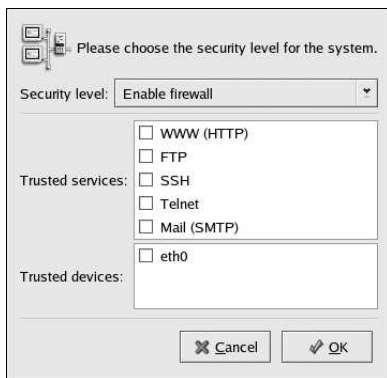 Please choose the security level for the system.
Security level: Enable firewall
Trusted services:
WWW (HTTP)
FTP
SSH
Telnet
Mail (SMTP)
Trusted devices:
eth0
Cancel
OK